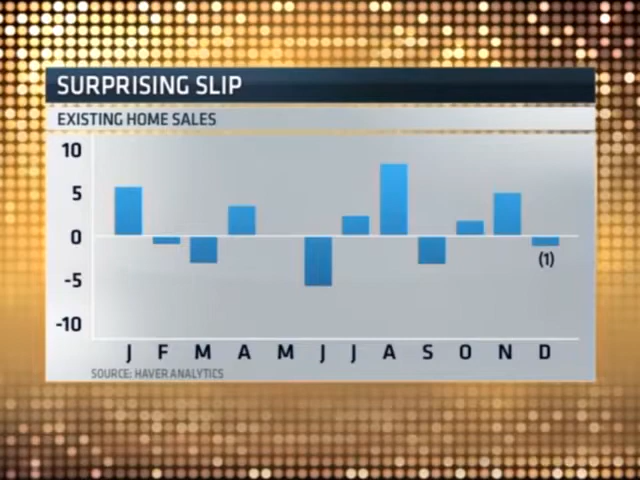 SURPRISING SLIP
EXISTING HOME SALES
10
5
0
-5
-10
(1)
J F M A M J J A S O N D
SOURCE: HAVER ANALYTICS